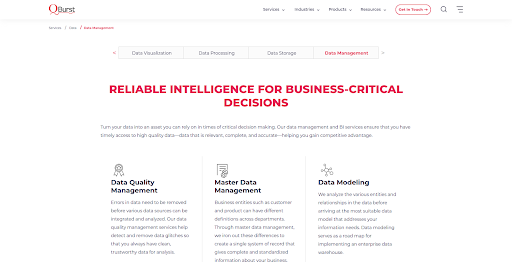 QBurst
Services Industries Products Resources Get in Touch →
Services / Data / Data Management
< Data Visualization Data Processing Data Storage Data Management >
RELIABLE INTELLIGENCE FOR BUSINESS-CRITICAL
DECISIONS
Turn your data into an asset you can rely on in times of critical decision making. Our data management and BI services ensure that you have
timely access to high quality data—data that is relevant, complete, and accurate—helping you gain competitive advantage.
Data Quality
Management
Errors in data need to be removed
before various data sources can be
integrated and analyzed. Our data
quality management services help
detect and remove data glitches so
that you always have clean,
trustworthy data for analysis.
Master Data
Management
Business entities such as customer
and product can have different
definitions across departments.
Through master data management,
we iron out these differences to
create a single system of record that
gives complete and standardized
information about your business.
Data Modeling
We analyze the various entities and
relationships in the data before
arriving at the most suitable data
model that addresses your
information needs. Data modeling
serves as a road map for
implementing an enterprise data
warehouse.